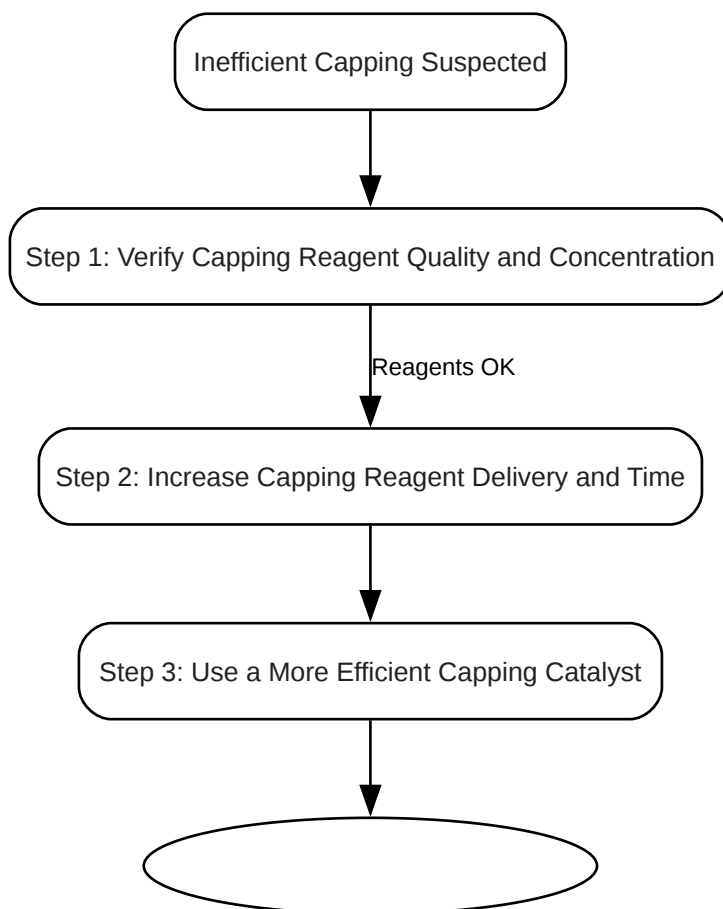 Inefficient Capping Suspected
Step 1: Verify Capping Reagent Quality and Concentration
Reagents OK
Step 2: Increase Capping Reagent Delivery and Time
Step 3: Use a More Efficient Capping Catalyst